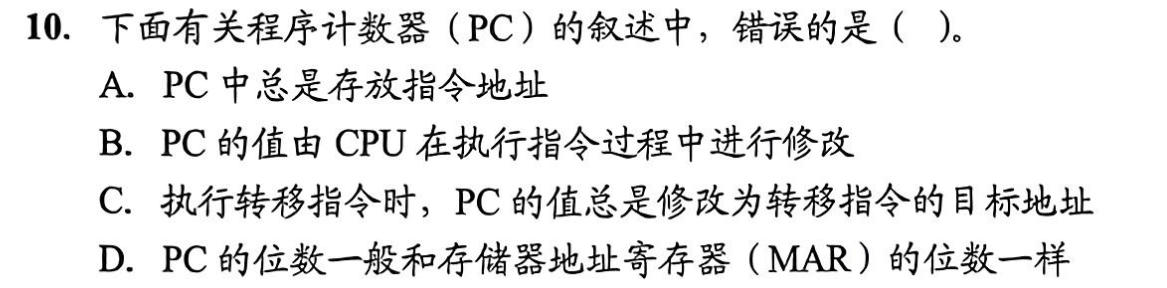 10. 下面有关程序计数器（PC）的叙述中，错误的是（ ）。
A. PC 中总是存放指令地址
B. PC 的值由 CPU 在执行指令过程中进行修改
C. 执行转移指令时，PC 的值总是修改为转移指令的目标地址
D. PC 的位数一般和存储器地址寄存器（MAR）的位数一样